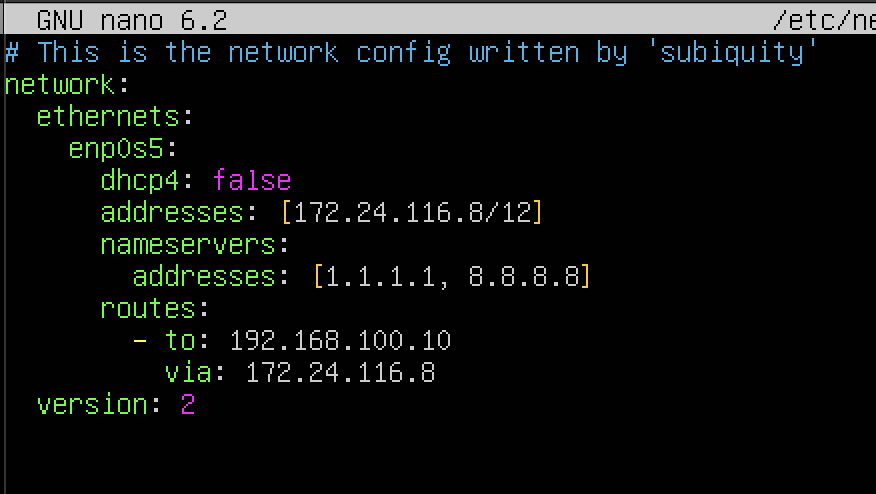 GNU nano 6.2 /etc/ne
# This is the network config written by 'subiquity'
network:
  ethernets:
    enp0s5:
      dhcp4: false
      addresses: [172.24.116.8/12]
      nameservers:
        addresses: [1.1.1.1, 8.8.8.8]
      routes:
        - to: 192.168.100.10
          via: 172.24.116.8
  version: 2